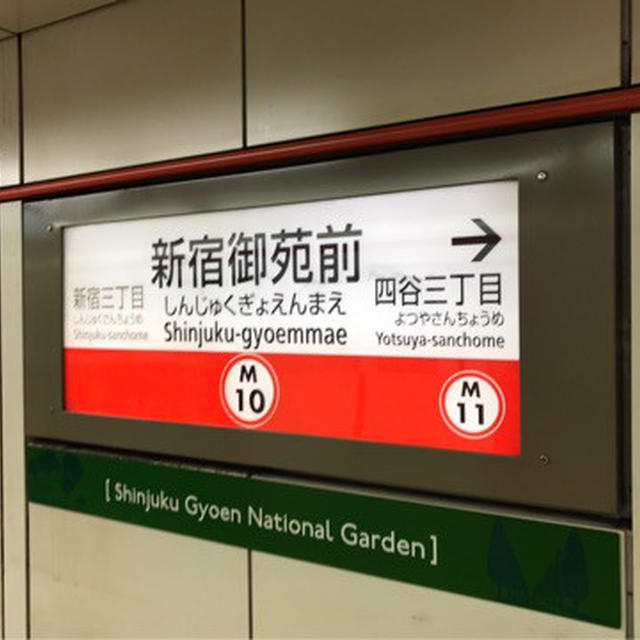 新宿三丁目
しんじゅくさんちょうめ
Shinjuku-sanchome
新宿御苑前
しんじゅくぎょえんまえ
Shinjuku-gyoemmae
→
四谷三丁目
よつやさんちょうめ
Yotsuya-sanchome
M
10
M
11
[ Shinjuku Gyoen National Garden ]